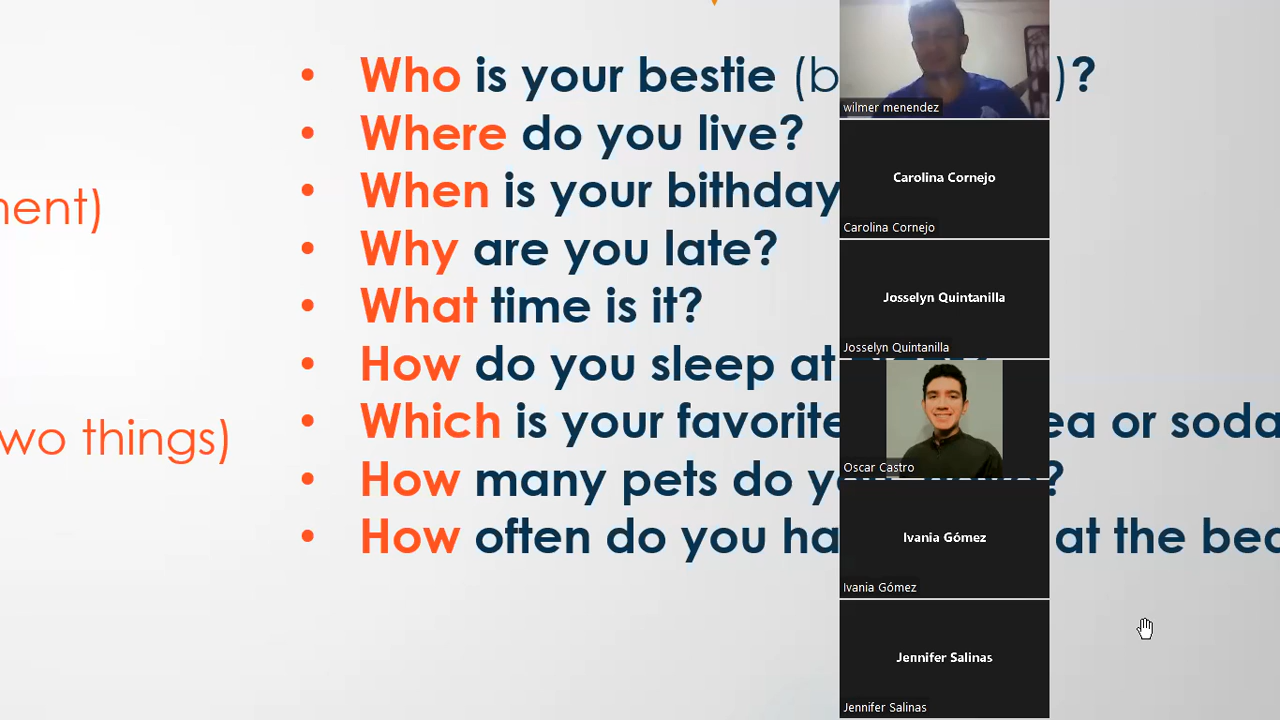 Who is your bestie (b )?
Where do you live?
When is your bithday
Why are you late?
ment)
What time is it?
How do you sleep at
Which is your favorite ea or soda
wo things)
How many pets do yo ?
How often do you ha at the bea
wilmer menendez
Carolina Cornejo
Carolina Cornejo
Josselyn Quintanilla
Josselyn Quintanilla
Oscar Castro
Ivania Gómez
Ivania Gómez
Jennifer Salinas
Jennifer Salinas